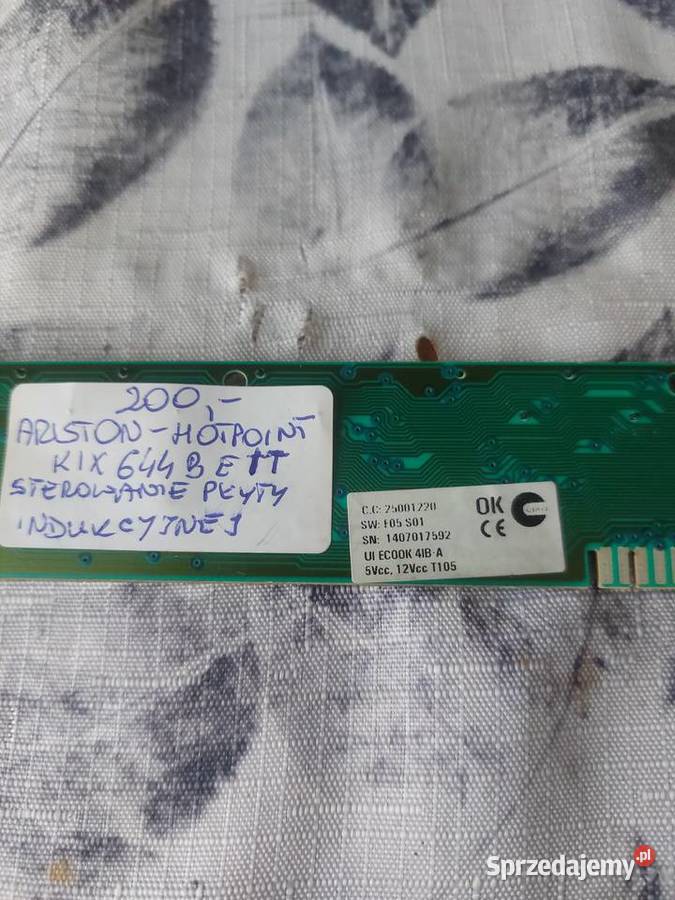 200,-
ARISTON-HOTPOINT
KIX 644 B E TT
STEROWANIE PŁYTY
INDUKCYJNEJ
C.C: 25001220
SW: F05 S01
SN: 1407017592
UI ECOOK 4IB-A
5Vcc, 12Vcc T105
OK
CE
Sprzedajemy.pl